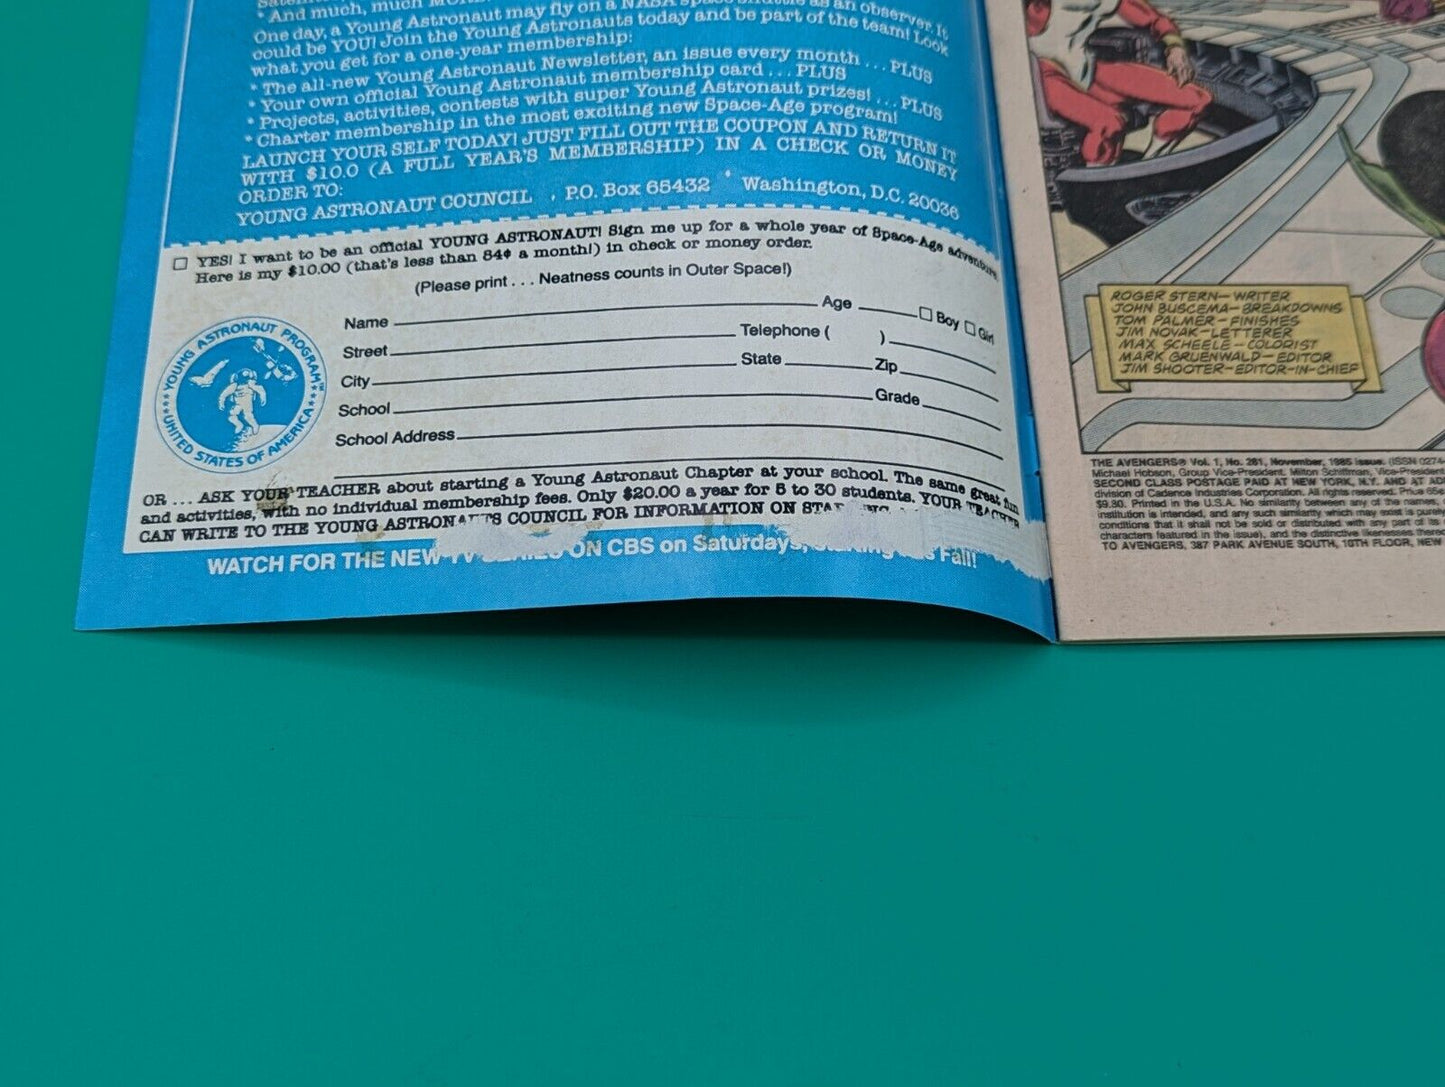 * And much, much
One day, a Young Astronaut may fly on a NASA space shuttle as an observer. It
could be YOU! Join the Young Astronauts today and be part of the team! Look
what you get for a one-year membership:
* The all-new Young Astronaut Newsletter, an issue every month . . . PLUS
* Your own official Young Astronaut membership card . . . PLUS
* Projects, activities, contests with super Young Astronaut prizes! . . . PLUS
* Charter membership in the most exciting new Space-Age program!
LAUNCH YOUR SELF TODAY! JUST FILL OUT THE COUPON AND RETURN IT
WITH $10.0 (A FULL YEAR'S MEMBERSHIP) IN A CHECK OR MONEY
ORDER TO:
YOUNG ASTRONAUT COUNCIL , P.O. Box 65432 ' Washington, D.C. 20036
YES! I want to be an official YOUNG ASTRONAUT! Sign me up for a whole year of Space-Age adventure.
Here is my $10.00 (that's less than 84¢ a month!) in check or money order.
(Please print . . . Neatness counts in Outer Space!)
Name Age Boy Girl
Street Telephone ( )
City State Zip
School Grade
School Address
YOUNG ASTRONAUT PROGRAM™
UNITED STATES OF AMERICA
OR . . . ASK YOUR TEACHER about starting a Young Astronaut Chapter at your school. The same great fun
and activities, with no individual membership fees. Only $20.00 a year for 5 to 30 students. YOUR TEACHER
CAN WRITE TO THE YOUNG ASTRONAUTS COUNCIL FOR INFORMATION ON
WATCH FOR THE NEW TV SERIES ON CBS on Saturdays, Fall!
ROGER STERN—WRITER
JOHN BUSCEMA—BREAKDOWNS
TOM PALMER—FINISHES
JIM NOVAK—LETTERER
MAX SCHEELE—COLORIST
MARK GRUENWALD—EDITOR
JIM SHOOTER—EDITOR-IN-CHIEF
THE AVENGERS® Vol. 1, No. 261, November, 1985 issue. (ISSN 0274
Michael Hobson, Group Vice-President. Milton Schiffman, Vice-President
SECOND CLASS POSTAGE PAID AT NEW YORK, N.Y. AND AT AD
division of Cadence Industries Corporation. All rights reserved. Price 65
$9.30. Printed in the U.S.A. No similarity between any of the names
institution is intended, and any such similarity which may exist is purely
conditions that it shall not be sold or distributed with any part of its
characters featured in the issue), and the distinctive likenesses thereo
TO AVENGERS, 387 PARK AVENUE SOUTH, 10TH FLOOR, NEW